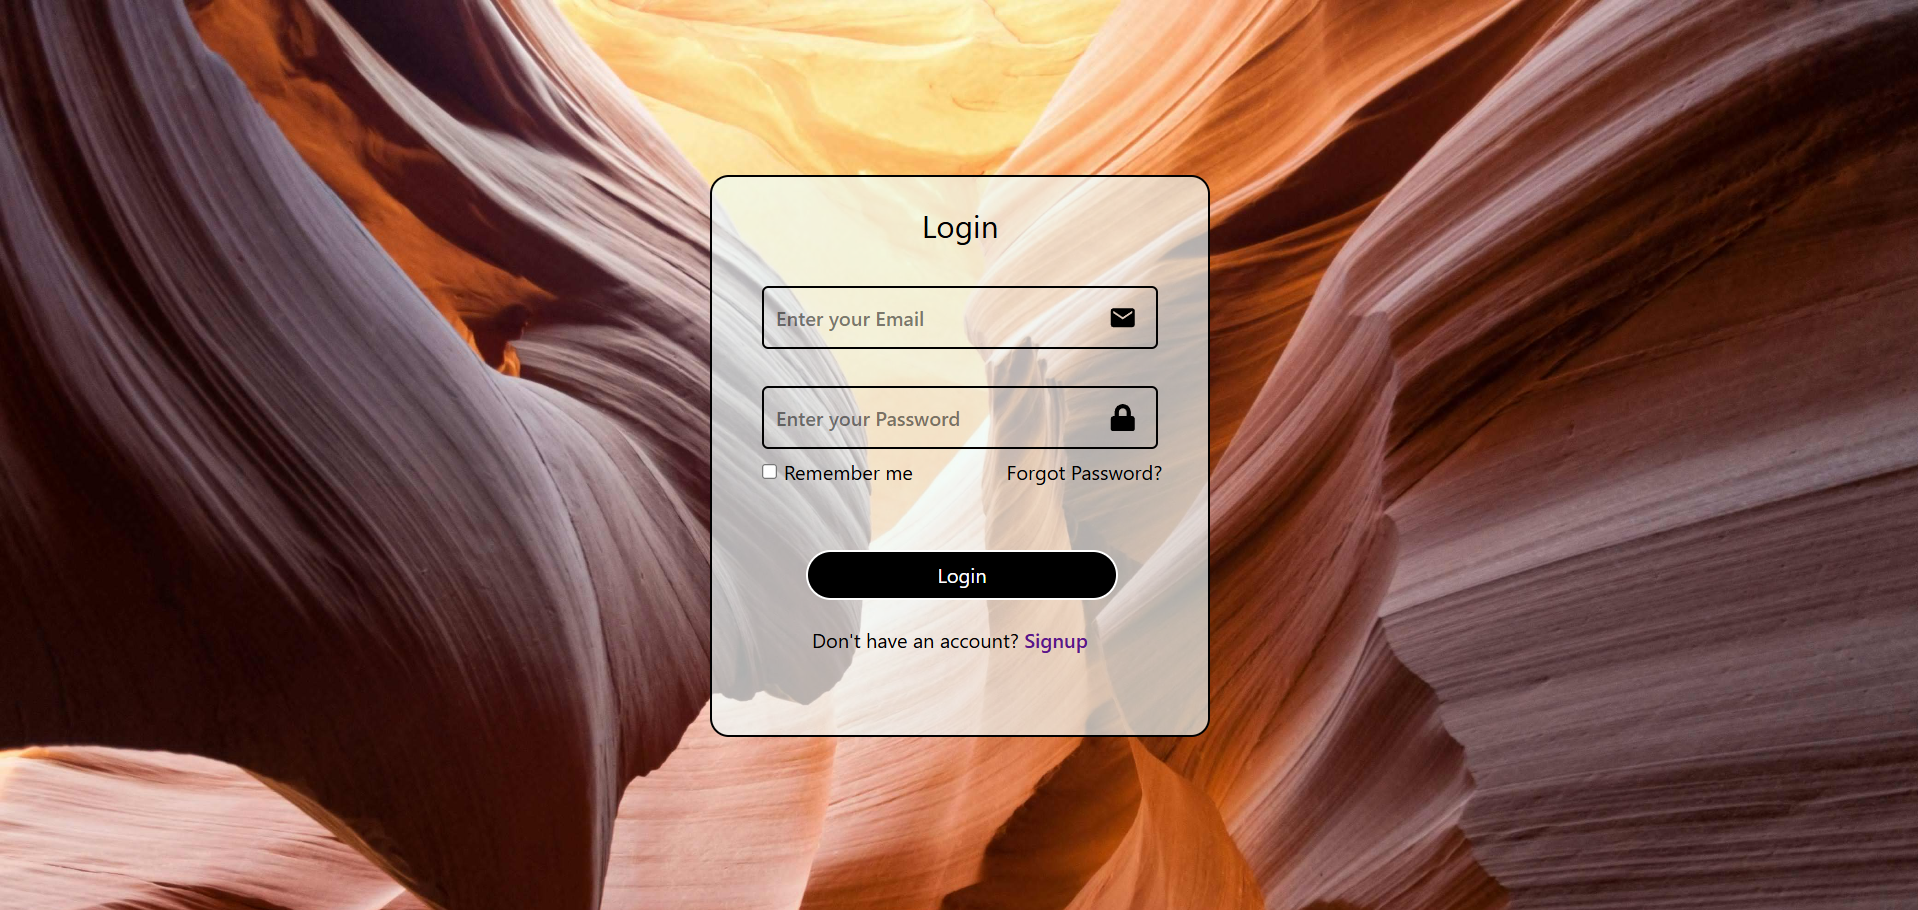 Login
Enter your Email
Enter your Password
Remember me Forgot Password?
Login
Don't have an account? Signup